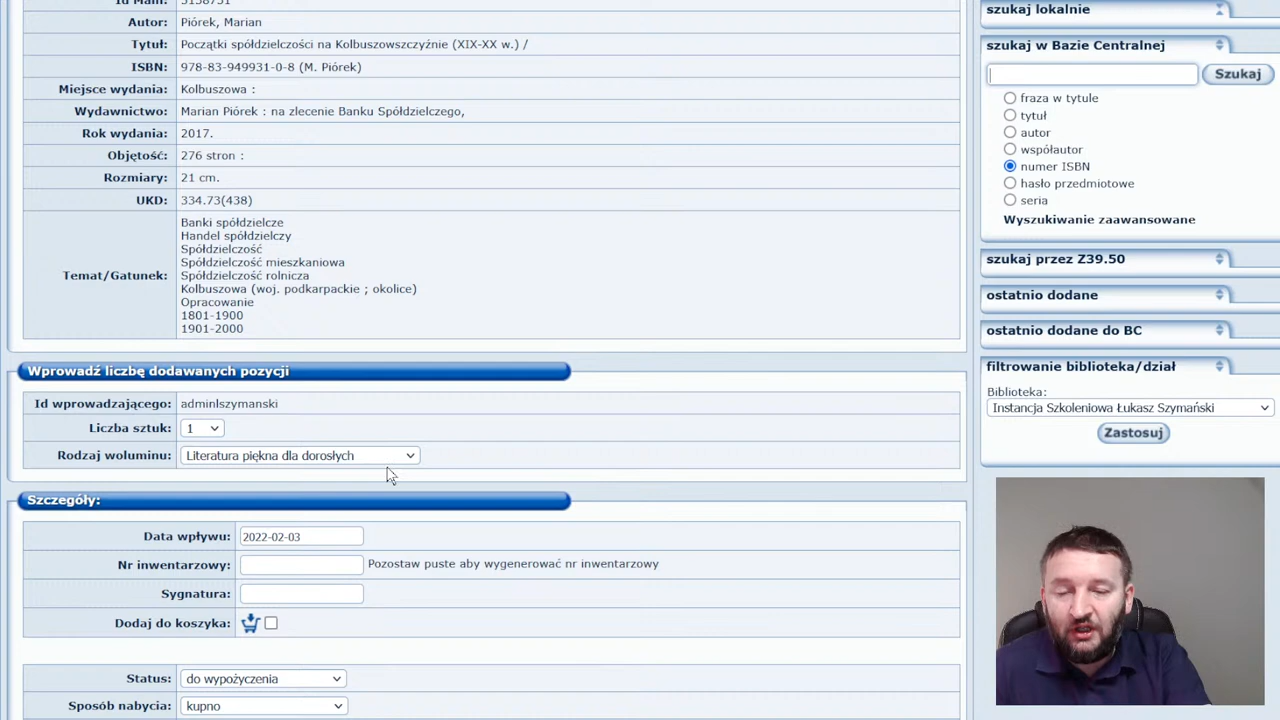 Autor: Piórek, Marian
Tytuł: Początki spółdzielczości na Kolbuszowszczyźnie (XIX-XX w.) /
ISBN: 978-83-949931-0-8 (M. Piórek)
Miejsce wydania: Kolbuszowa :
Wydawnictwo: Marian Piórek : na zlecenie Banku Spółdzielczego,
Rok wydania: 2017.
Objętość: 276 stron :
Rozmiary: 21 cm.
UKD: 334.73(438)
Temat/Gatunek:
Banki spółdzielcze
Handel spółdzielczy
Spółdzielczość
Spółdzielczość mieszkaniowa
Spółdzielczość rolnicza
Kolbuszowa (woj. podkarpackie ; okolice)
Opracowanie
1801-1900
1901-2000
Wprowadź liczbę dodawanych pozycji
Id wprowadzającego: adminlszymanski
Liczba sztuk: 1
Rodzaj woluminu: Literatura piękna dla dorosłych
Szczegóły:
Data wpływu: 2022-02-03
Nr inwentarzowy: Pozostaw puste aby wygenerować nr inwentarzowy
Sygnatura:
Dodaj do koszyka:
Status: do wypożyczenia
Sposób nabycia: kupno
szukaj lokalnie
szukaj w Bazie Centralnej
Szukaj
fraza w tytule
tytuł
autor
współautor
numer ISBN
hasło przedmiotowe
seria
Wyszukiwanie zaawansowane
szukaj przez Z39.50
ostatnio dodane
ostatnio dodane do BC
filtrowanie biblioteka/dział
Biblioteka:
Instancja Szkoleniowa Łukasz Szymański
Zastosuj